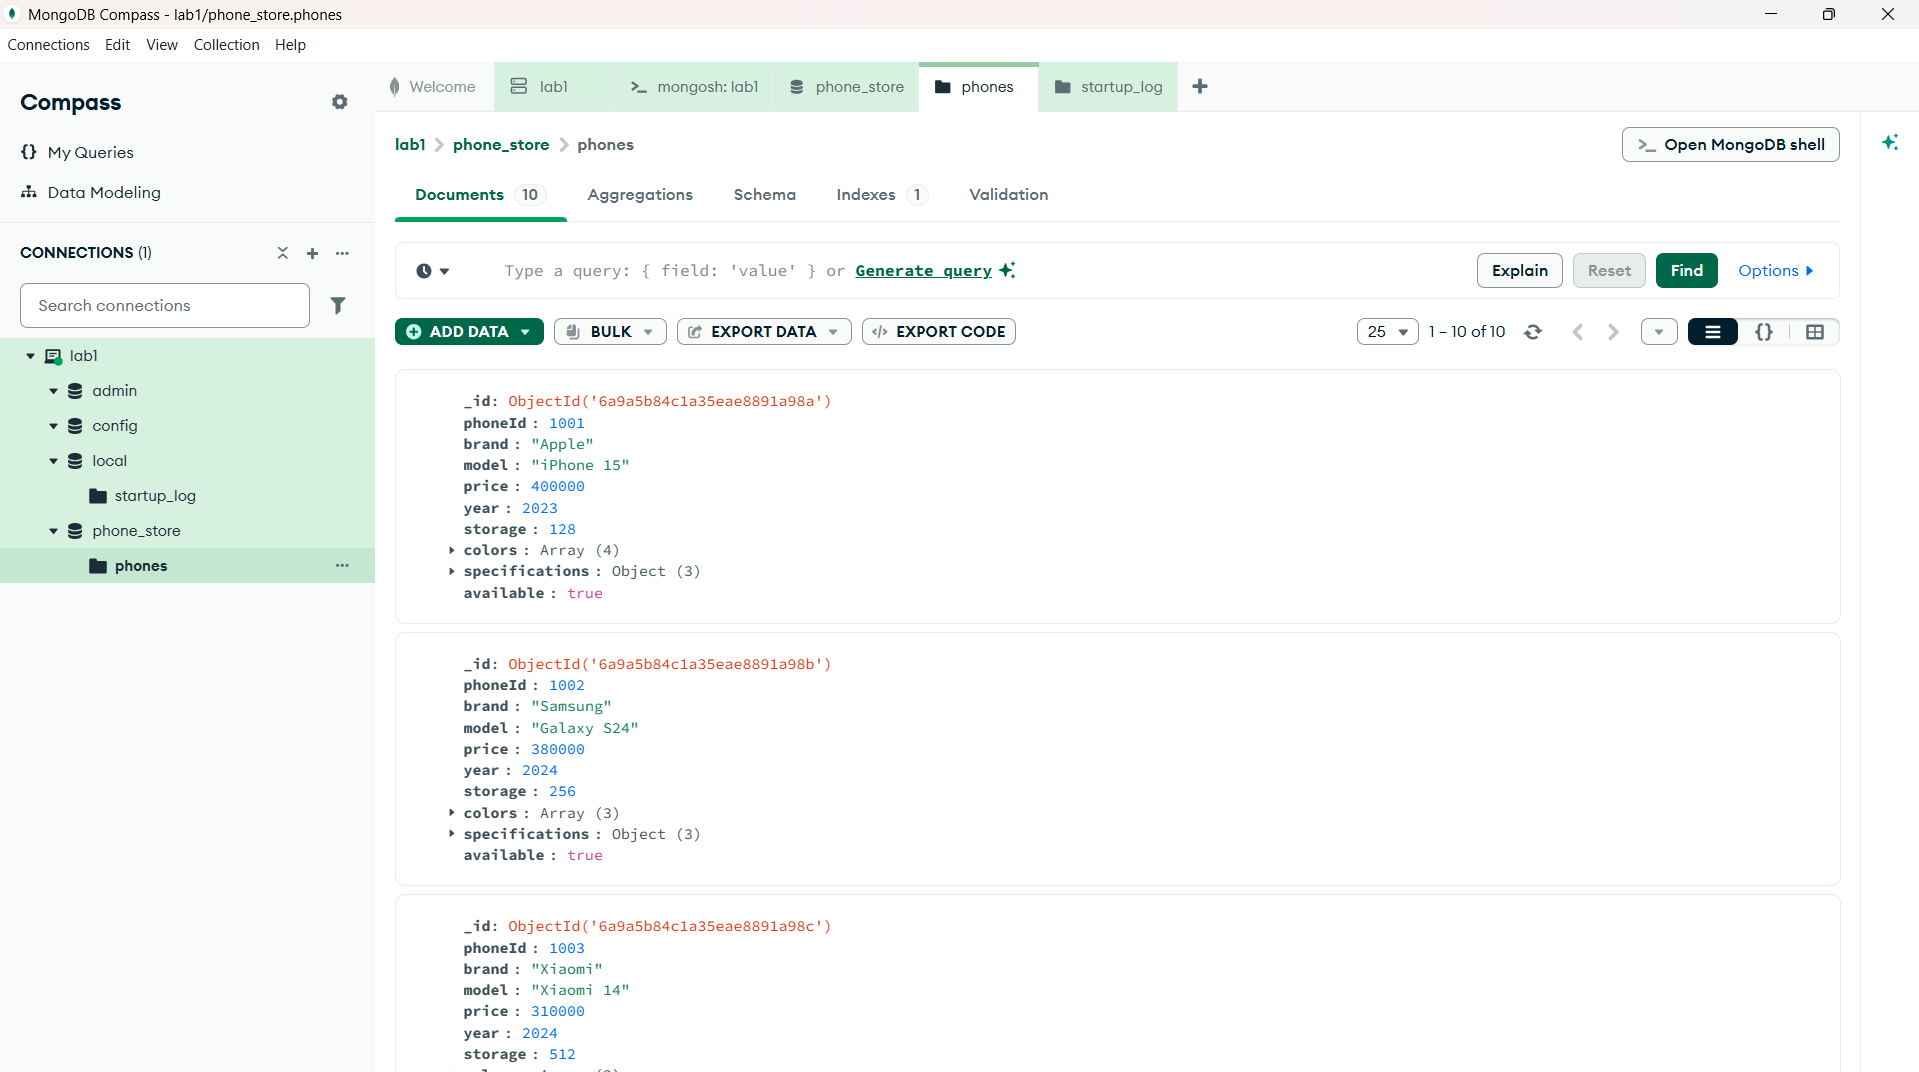 MongoDB Compass - lab1/phone_store.phones
Connections Edit View Collection Help
Compass
My Queries
Data Modeling
CONNECTIONS (1)
Search connections
lab1
admin
config
local
startup_log
phone_store
phones
Welcome lab1 mongosh: lab1 phone_store phones startup_log
lab1 > phone_store > phones
Open MongoDB shell
Documents 10 Aggregations Schema Indexes 1 Validation
Type a query: { field: 'value' } or Generate query
Explain Reset Find Options
ADD DATA BULK EXPORT DATA EXPORT CODE
25 1 – 10 of 10
_id: ObjectId('6a9a5b84c1a35eae8891a98a')
phoneId : 1001
brand : "Apple"
model : "iPhone 15"
price : 400000
year : 2023
storage : 128
colors : Array (4)
specifications : Object (3)
available : true
_id: ObjectId('6a9a5b84c1a35eae8891a98b')
phoneId : 1002
brand : "Samsung"
model : "Galaxy S24"
price : 380000
year : 2024
storage : 256
colors : Array (3)
specifications : Object (3)
available : true
_id: ObjectId('6a9a5b84c1a35eae8891a98c')
phoneId : 1003
brand : "Xiaomi"
model : "Xiaomi 14"
price : 310000
year : 2024
storage : 512